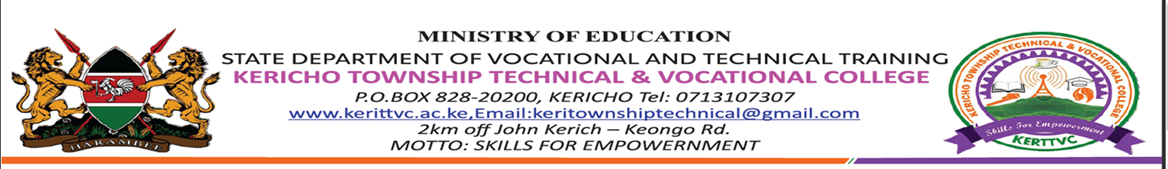 MINISTRY OF EDUCATION
STATE DEPARTMENT OF VOCATIONAL AND TECHNICAL TRAINING
KERICHO TOWNSHIP TECHNICAL & VOCATIONAL COLLEGE
P.O.BOX 828-20200, KERICHO Tel: 0713107307
www.kerittvc.ac.ke,Email:keritownshiptechnical@gmail.com
2km off John Kerich – Keongo Rd.
MOTTO: SKILLS FOR EMPOWERNMENT
HARAMBEE
KERICHO TOWNSHIP TECHNICAL & VOCATIONAL COLLEGE
Skills For Empowerment
KERTTVC